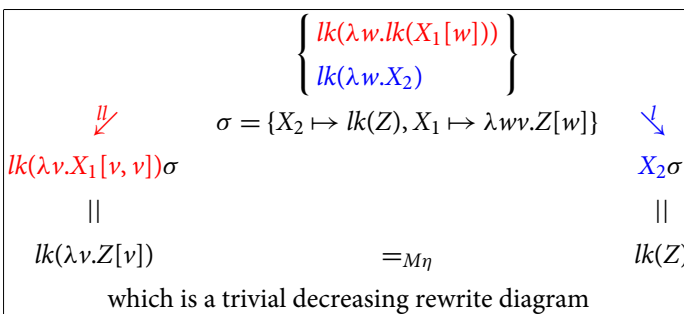 lk(λw.lk(X₁[w]))
lk(λw.X₂)
ll σ = {X₂ ↦ lk(Z), X₁ ↦ λwv.Z[w]} l
lk(λv.X₁[v, v])σ X₂σ
|| ||
lk(λv.Z[v]) =Mη lk(Z)
which is a trivial decreasing rewrite diagram